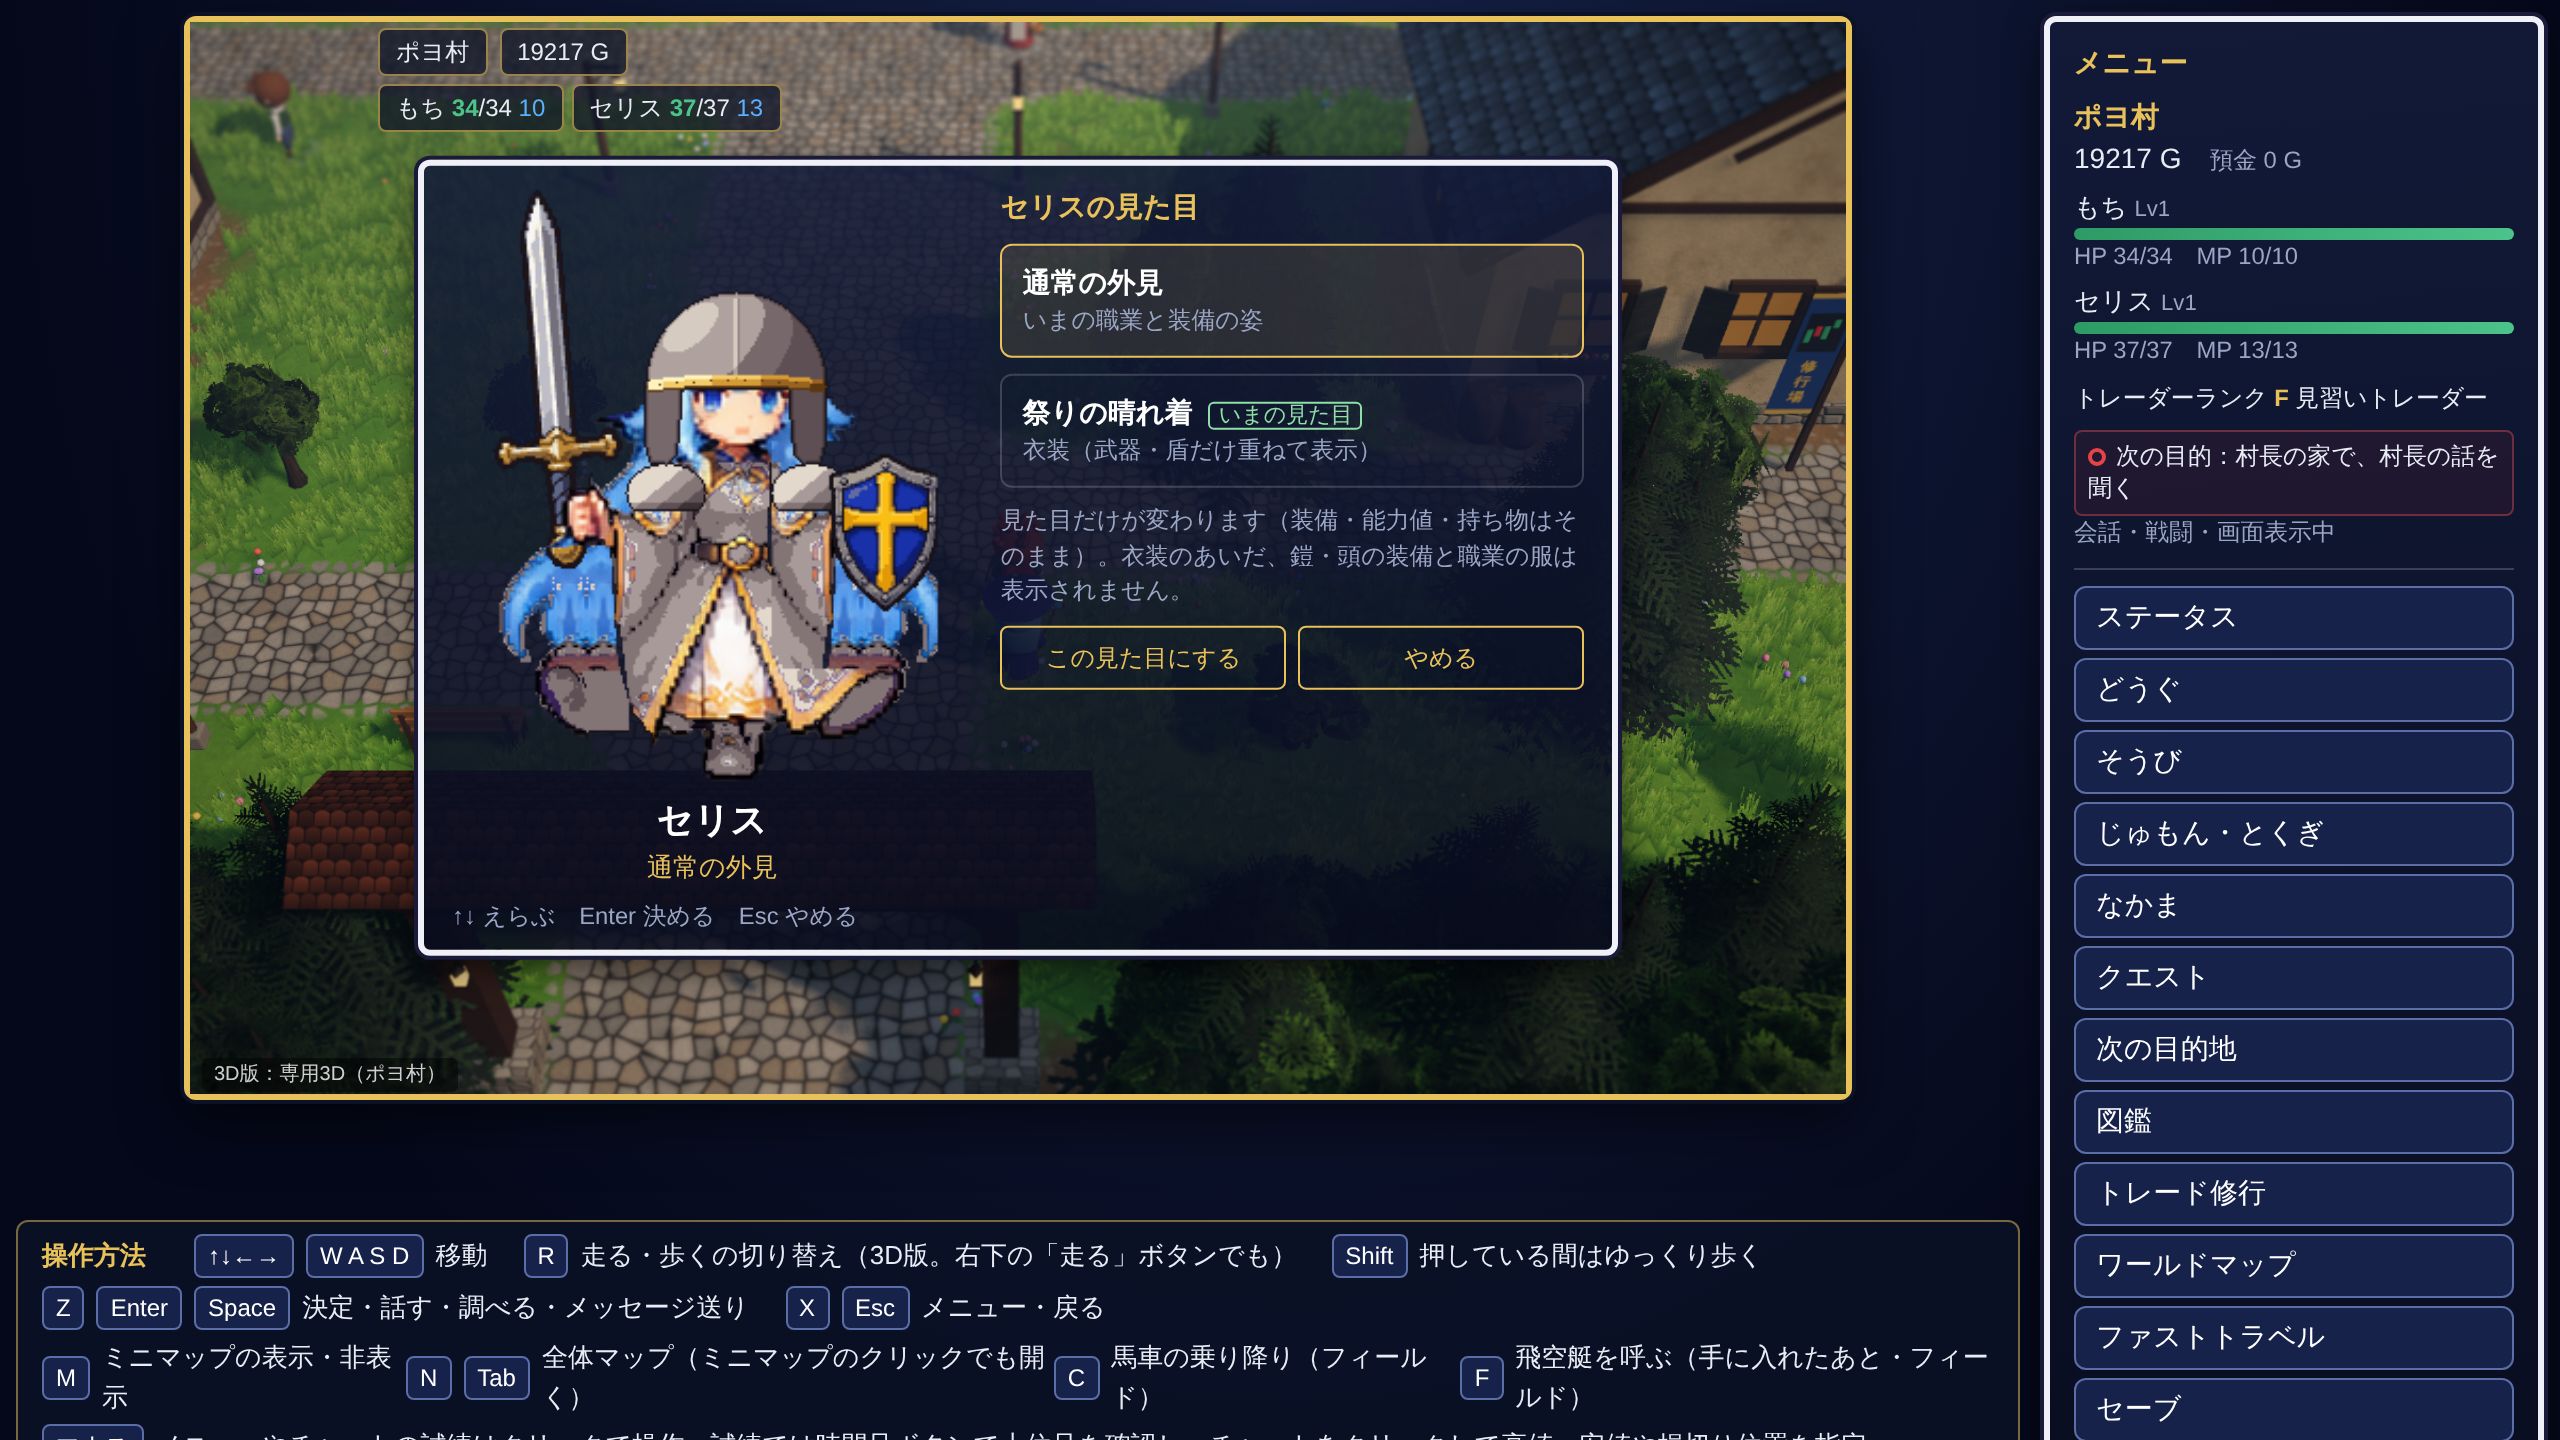 ポヨ村
19217 G
もち 34/34 10
セリス 37/37 13
セリスの見た目
通常の外見
いまの職業と装備の姿
祭りの晴れ着 いまの見た目
衣装（武器・盾だけ重ねて表示）
見た目だけが変わります（装備・能力値・持ち物はそ
のまま）。衣装のあいだ、鎧・頭の装備と職業の服は
表示されません。
この見た目にする
やめる
セリス
通常の外見
↑↓ えらぶ Enter 決める Esc やめる
修行場
3D版：専用3D（ポヨ村）
メニュー
ポヨ村
19217 G 預金 0 G
もち Lv1
HP 34/34 MP 10/10
セリス Lv1
HP 37/37 MP 13/13
トレーダーランク F 見習いトレーダー
次の目的：村長の家で、村長の話を
聞く
会話・戦闘・画面表示中
ステータス
どうぐ
そうび
じゅもん・とくぎ
なかま
クエスト
次の目的地
図鑑
トレード修行
ワールドマップ
ファストトラベル
セーブ
操作方法 ↑↓←→ W A S D 移動 R 走る・歩くの切り替え（3D版。右下の「走る」ボタンでも） Shift 押している間はゆっくり歩く
Z Enter Space 決定・話す・調べる・メッセージ送り X Esc メニュー・戻る
M ミニマップの表示・非表示 N Tab 全体マップ（ミニマップのクリックでも開く） C 馬車の乗り降り（フィールド） F 飛空艇を呼ぶ（手に入れたあと・フィールド）